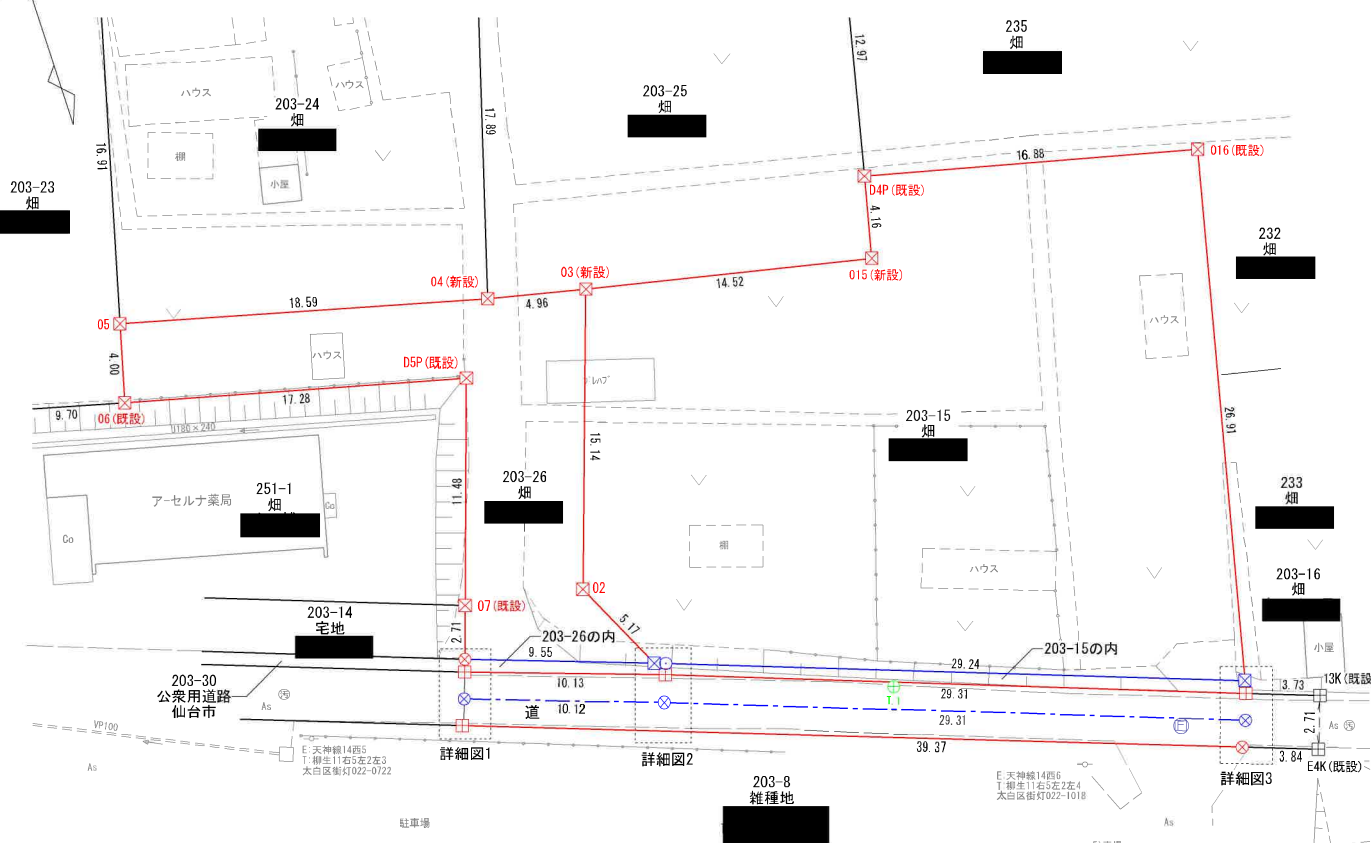 235
畑
12.97
203-25
畑
ハウス
ハウス
203-24
畑
17.89
16.91
棚
小屋
16.88
016(既設)
D4P(既設)
203-23
畑
4.16
232
畑
015(新設)
03(新設)
04(新設)
14.52
4.96
18.59
05
ハウス
ハウス
4.00
D5P(既設)
17.28
9.70
06(既設)
U180×240
203-15
畑
26.91
15.14
11.48
203-26
畑
251-1
畑
ア-セルナ薬局
Co
Co
233
畑
棚
ハウス
203-16
畑
02
07(既設)
203-14
宅地
5.17
2.71
203-26の内
203-15の内
小屋
9.55
29.24
203-30
公衆用道路
仙台市
10.13
29.31
3.73
13K(既設
汚
As
T.1
道
10.12
29.31
2.71
As
汚
VP100
39.37
3.84
E4K(既設)
As
E:天神線14西5
T:柳生11右5左2左3
太白区街灯022-0722
詳細図1
詳細図2
詳細図3
203-8
雑種地
E:天神線14西6
T:柳生11右5左2左4
太白区街灯022-1018
駐車場
As